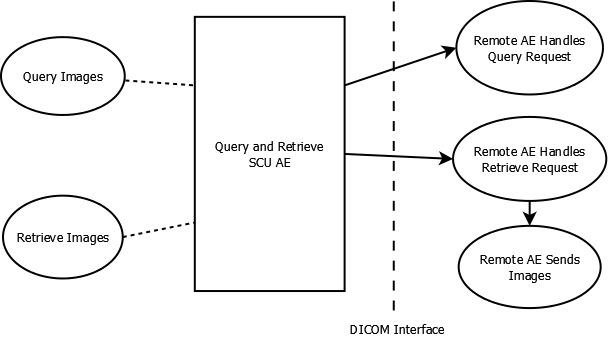 Query Images
Retrieve Images
Query and Retrieve
SCU AE
Remote AE Handles
Query Request
Remote AE Handles
Retrieve Request
Remote AE Sends
Images
DICOM Interface